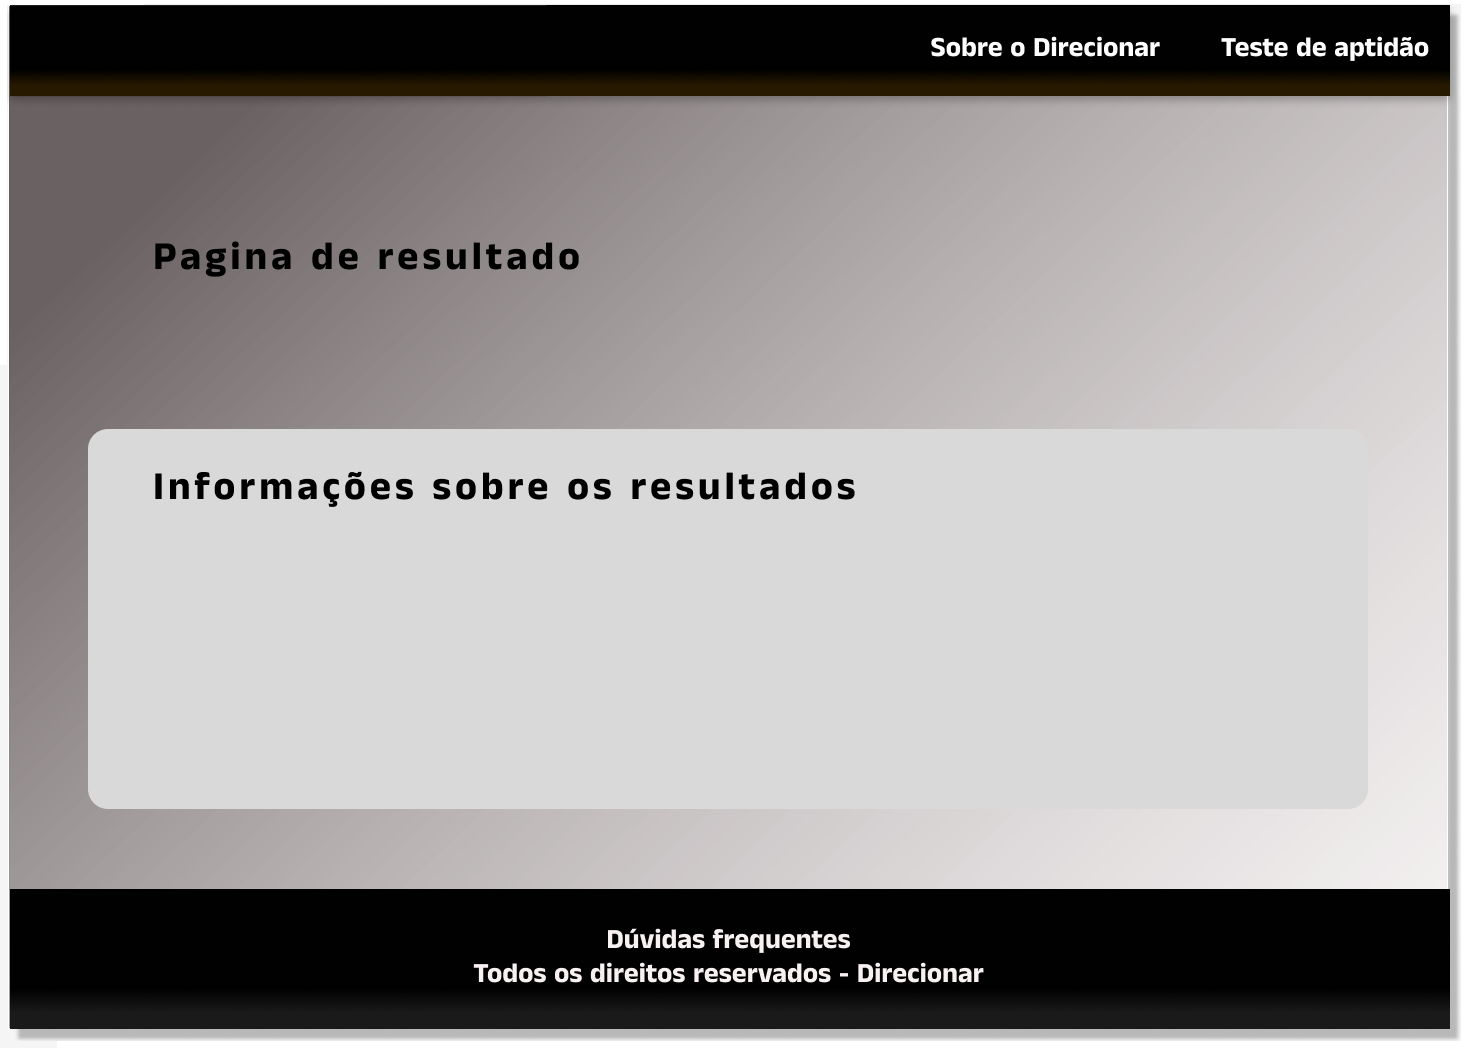 Sobre o Direcionar Teste de aptidão
Pagina de resultado
Informações sobre os resultados
Dúvidas frequentes
Todos os direitos reservados - Direcionar